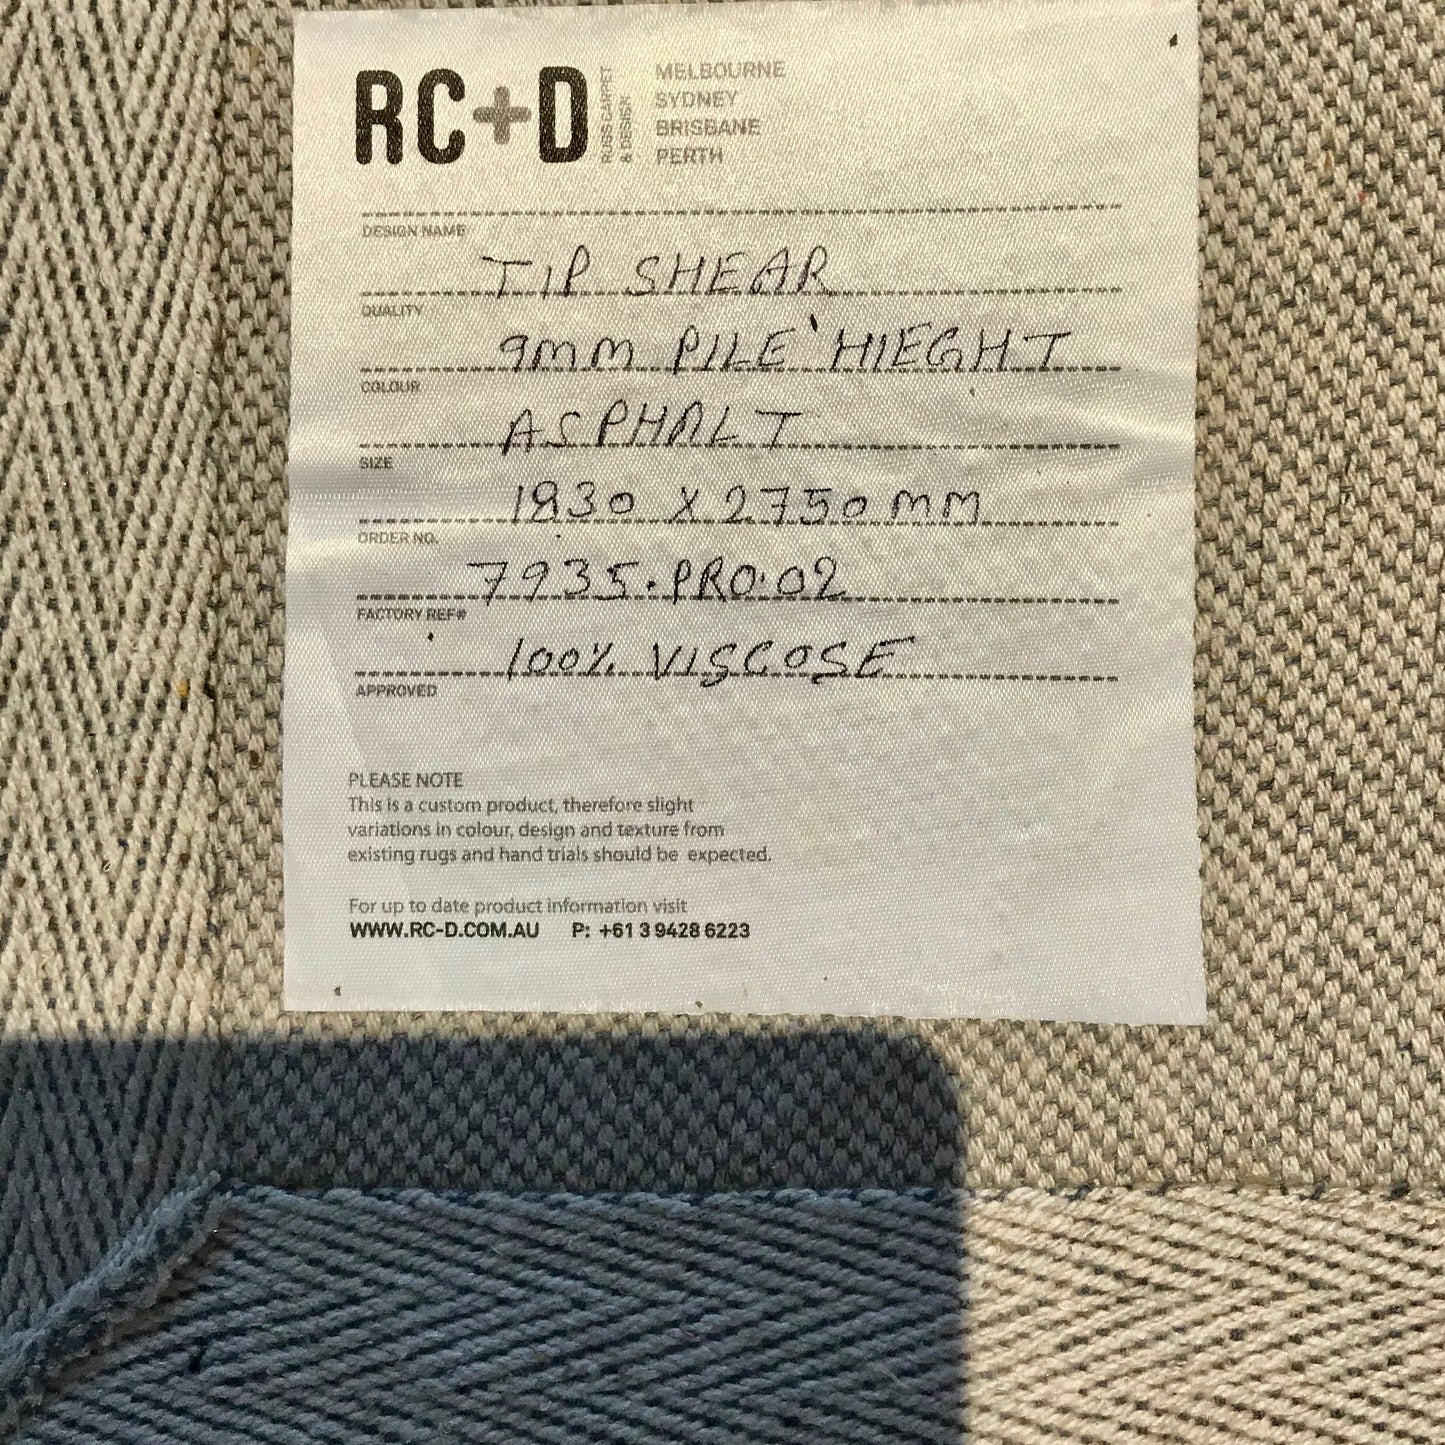 RC+D
RUGS CARPET
& DESIGN
MELBOURNE
SYDNEY
BRISBANE
PERTH
DESIGN NAME
TIP SHEAR
QUALITY
9mm PILE HIEGHT
COLOUR
ASPHALT
SIZE
1830 X 2750mm
ORDER NO.
7935.PRO.02
FACTORY REF#
100% VISCOSE
APPROVED
PLEASE NOTE
This is a custom product, therefore slight
variations in colour, design and texture from
existing rugs and hand trials should be expected.
For up to date product information visit
WWW.RC-D.COM.AU P: +61 3 9428 6223